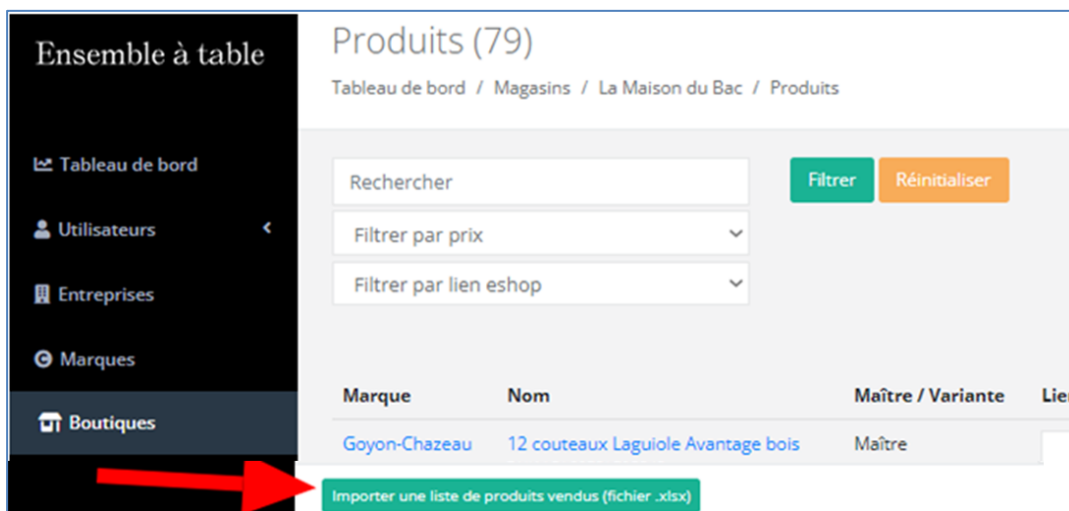 Ensemble à table
Produits (79)
Tableau de bord / Magasins / La Maison du Bac / Produits
Tableau de bord
Utilisateurs
Entreprises
Marques
Boutiques
Rechercher
Filtrer
Réinitialiser
Filtrer par prix
Filtrer par lien eshop
Marque Nom Maître / Variante
Goyon-Chazeau 12 couteaux Laguiole Avantage bois Maître
Importer une liste de produits vendus (fichier .xlsx)